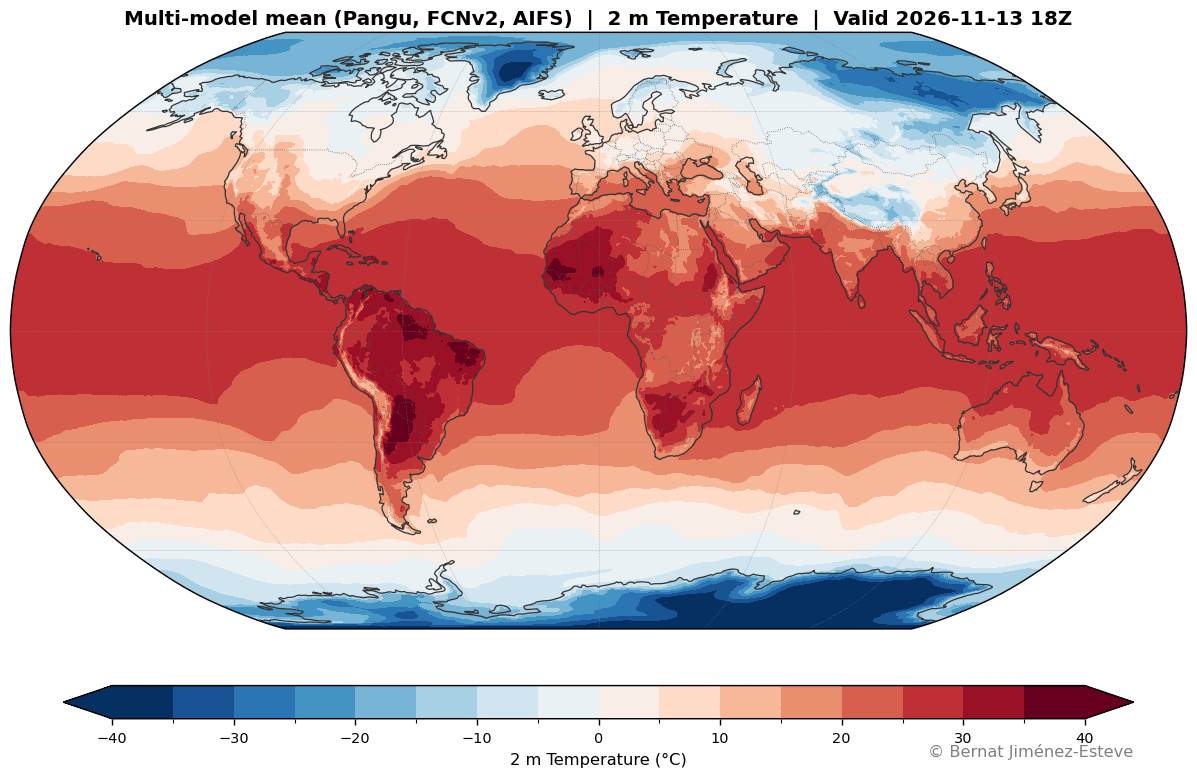 Multi-model mean (Pangu, FCNv2, AIFS)  |  2 m Temperature  |  Valid 2026-11-13 18Z
−40 −30 −20 −10 0 10 20 30 40
2 m Temperature (°C)
© Bernat Jiménez-Esteve